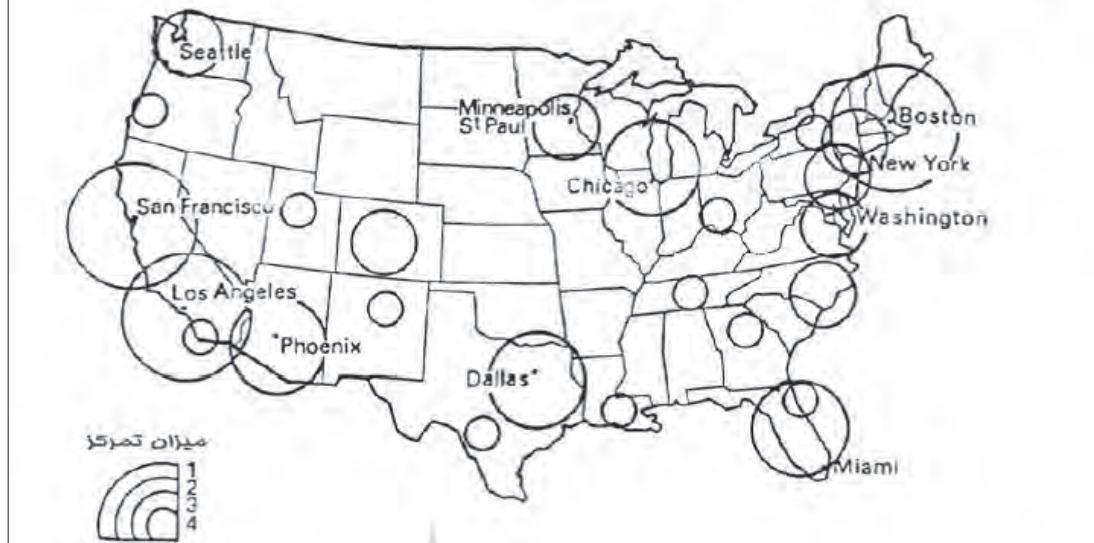 Seattle
Minneapolis
St Paul
Boston
New York
Chicago
San Francisco
Washington
Los Angeles
Phoenix
Dallas
Miami
میزان تمرکز
1
2
3
4